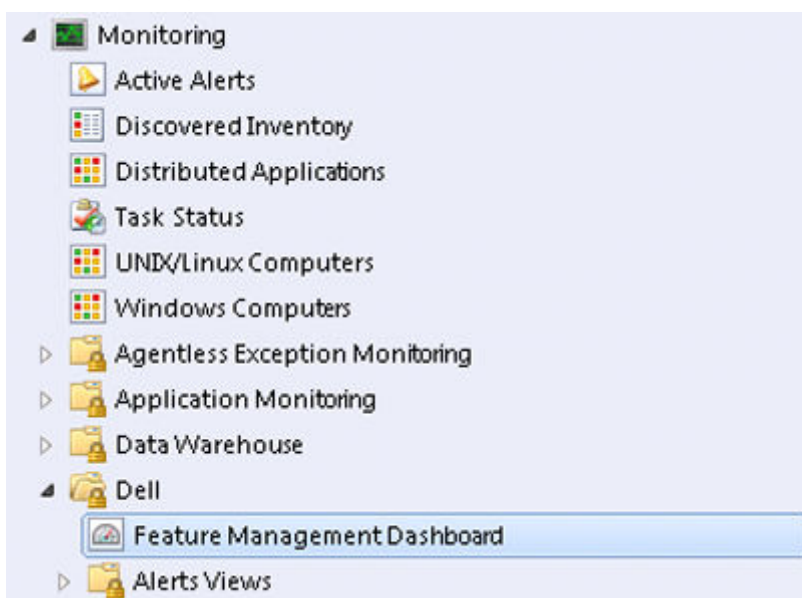 Monitoring
Active Alerts
Discovered Inventory
Distributed Applications
Task Status
UNIX/Linux Computers
Windows Computers
Agentless Exception Monitoring
Application Monitoring
Data Warehouse
Dell
Feature Management Dashboard
Alerts Views